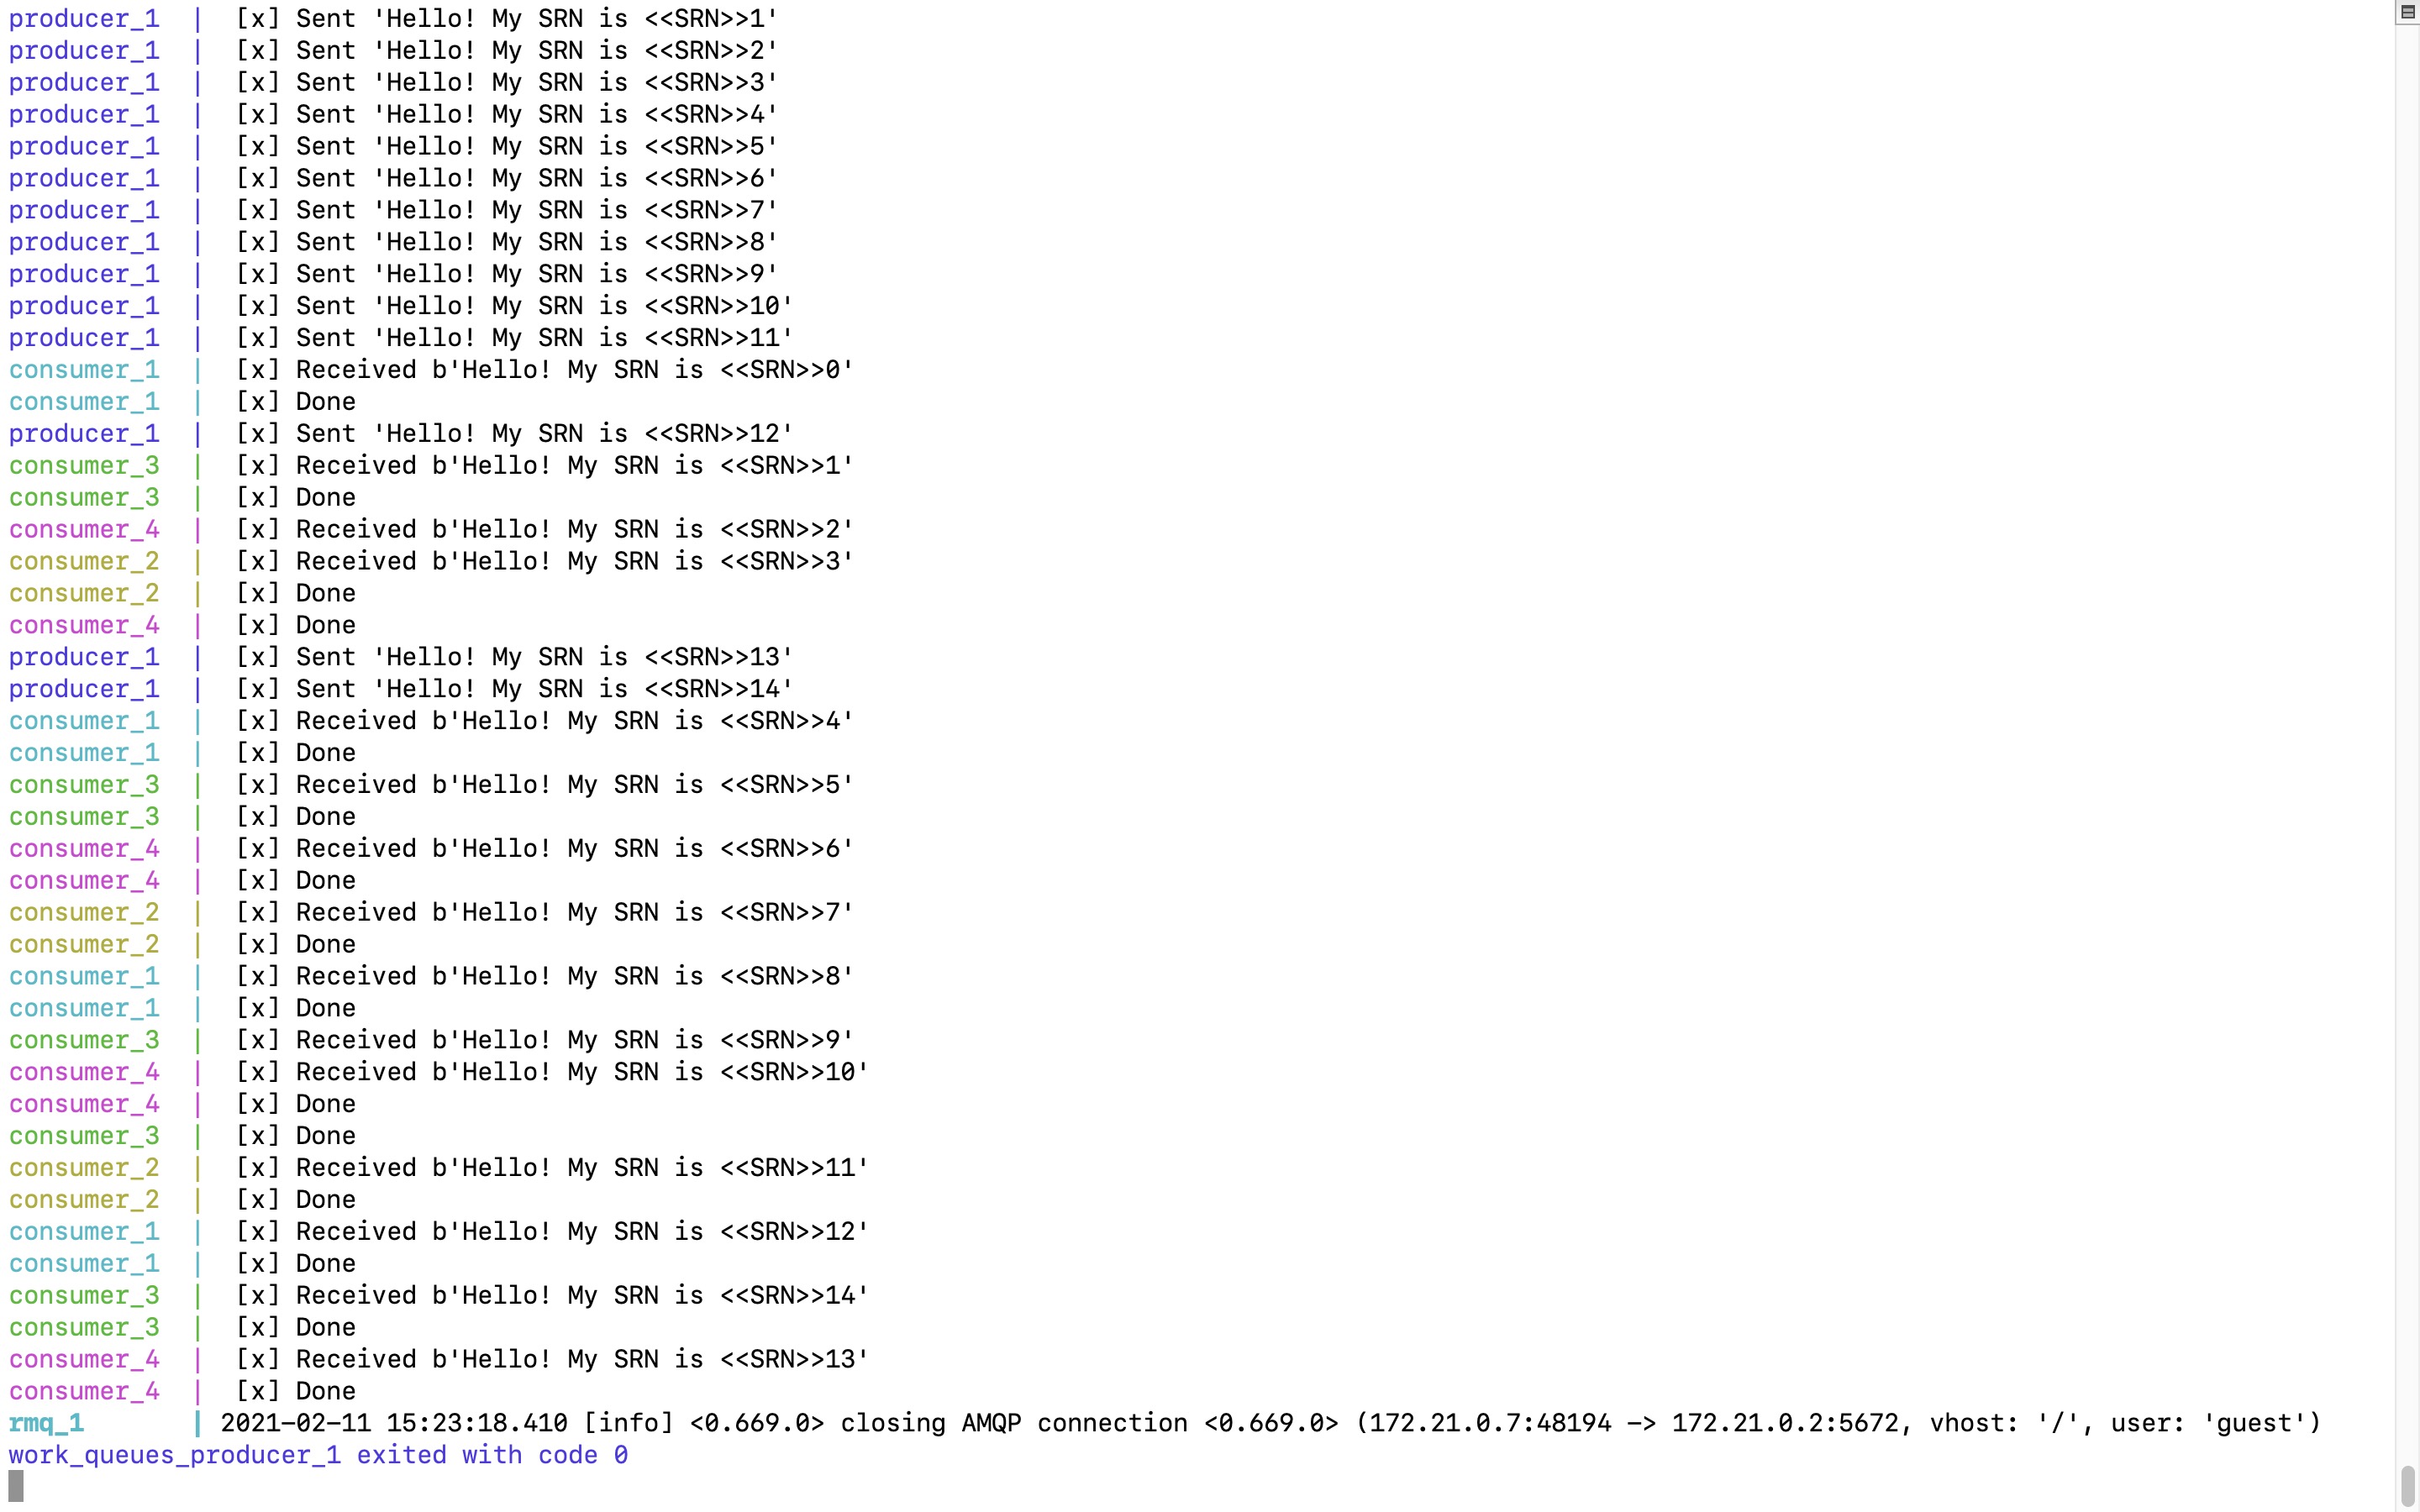 producer_1 | [x] Sent 'Hello! My SRN is <<SRN>>1'
producer_1 | [x] Sent 'Hello! My SRN is <<SRN>>2'
producer_1 | [x] Sent 'Hello! My SRN is <<SRN>>3'
producer_1 | [x] Sent 'Hello! My SRN is <<SRN>>4'
producer_1 | [x] Sent 'Hello! My SRN is <<SRN>>5'
producer_1 | [x] Sent 'Hello! My SRN is <<SRN>>6'
producer_1 | [x] Sent 'Hello! My SRN is <<SRN>>7'
producer_1 | [x] Sent 'Hello! My SRN is <<SRN>>8'
producer_1 | [x] Sent 'Hello! My SRN is <<SRN>>9'
producer_1 | [x] Sent 'Hello! My SRN is <<SRN>>10'
producer_1 | [x] Sent 'Hello! My SRN is <<SRN>>11'
consumer_1 | [x] Received b'Hello! My SRN is <<SRN>>0'
consumer_1 | [x] Done
producer_1 | [x] Sent 'Hello! My SRN is <<SRN>>12'
consumer_3 | [x] Received b'Hello! My SRN is <<SRN>>1'
consumer_3 | [x] Done
consumer_4 | [x] Received b'Hello! My SRN is <<SRN>>2'
consumer_2 | [x] Received b'Hello! My SRN is <<SRN>>3'
consumer_2 | [x] Done
consumer_4 | [x] Done
producer_1 | [x] Sent 'Hello! My SRN is <<SRN>>13'
producer_1 | [x] Sent 'Hello! My SRN is <<SRN>>14'
consumer_1 | [x] Received b'Hello! My SRN is <<SRN>>4'
consumer_1 | [x] Done
consumer_3 | [x] Received b'Hello! My SRN is <<SRN>>5'
consumer_3 | [x] Done
consumer_4 | [x] Received b'Hello! My SRN is <<SRN>>6'
consumer_4 | [x] Done
consumer_2 | [x] Received b'Hello! My SRN is <<SRN>>7'
consumer_2 | [x] Done
consumer_1 | [x] Received b'Hello! My SRN is <<SRN>>8'
consumer_1 | [x] Done
consumer_3 | [x] Received b'Hello! My SRN is <<SRN>>9'
consumer_4 | [x] Received b'Hello! My SRN is <<SRN>>10'
consumer_4 | [x] Done
consumer_3 | [x] Done
consumer_2 | [x] Received b'Hello! My SRN is <<SRN>>11'
consumer_2 | [x] Done
consumer_1 | [x] Received b'Hello! My SRN is <<SRN>>12'
consumer_1 | [x] Done
consumer_3 | [x] Received b'Hello! My SRN is <<SRN>>14'
consumer_3 | [x] Done
consumer_4 | [x] Received b'Hello! My SRN is <<SRN>>13'
consumer_4 | [x] Done
rmq_1 | 2021-02-11 15:23:18.410 [info] <0.669.0> closing AMQP connection <0.669.0> (172.21.0.7:48194 -> 172.21.0.2:5672, vhost: '/', user: 'guest')
work_queues_producer_1 exited with code 0